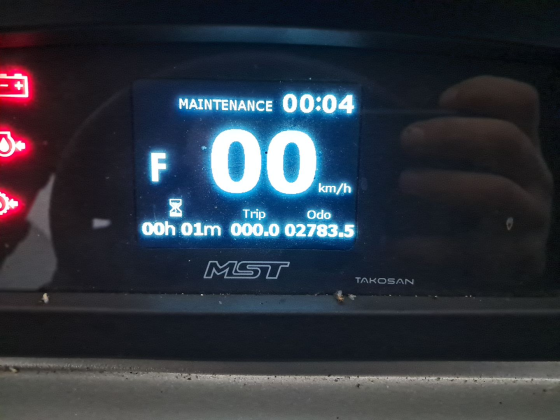 MAINTENANCE 00:04
F 00 km/h
Trip Odo
00h 01m 000.0 02783.5
MST
TAKOSAN